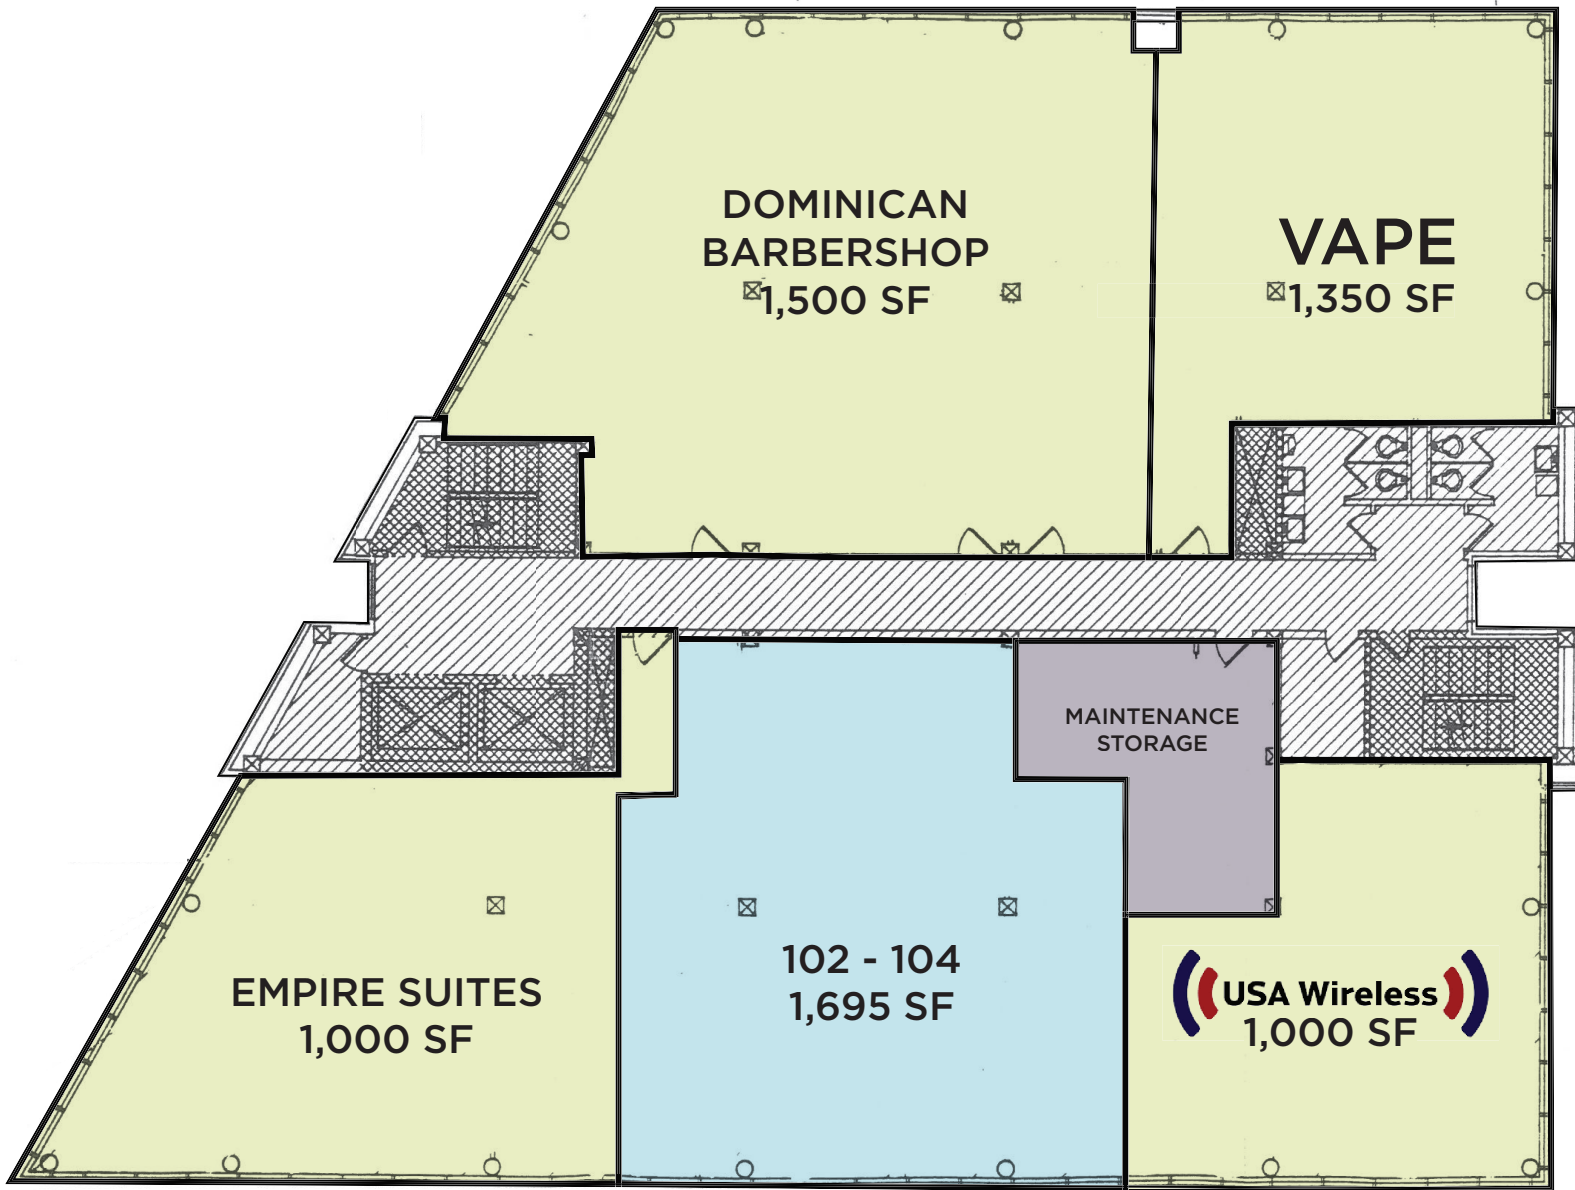 DOMINICAN
BARBERSHOP
1,500 SF
VAPE
1,350 SF
MAINTENANCE
STORAGE
102 - 104
1,695 SF
EMPIRE SUITES
1,000 SF
USA Wireless
1,000 SF